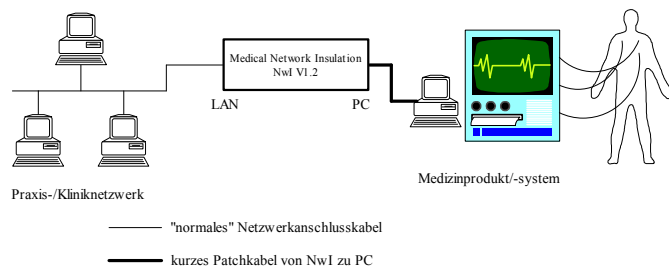 Medical Network Insulation
NwI V1.2
LAN
PC
Praxis-/Kliniknetzwerk
Medizinprodukt/-system
"normales" Netzwerkanschlusskabel
kurzes Patchkabel von NwI zu PC